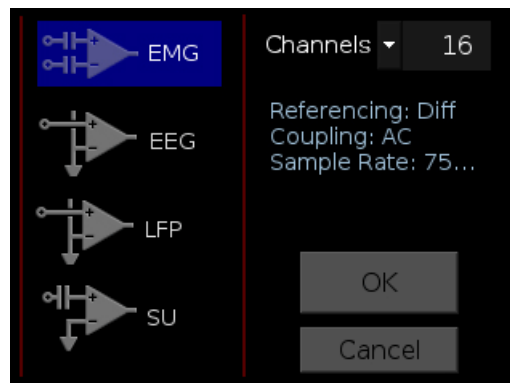 EMG
EEG
LFP
SU
Channels 16
Referencing: Diff
Coupling: AC
Sample Rate: 75...
OK
Cancel